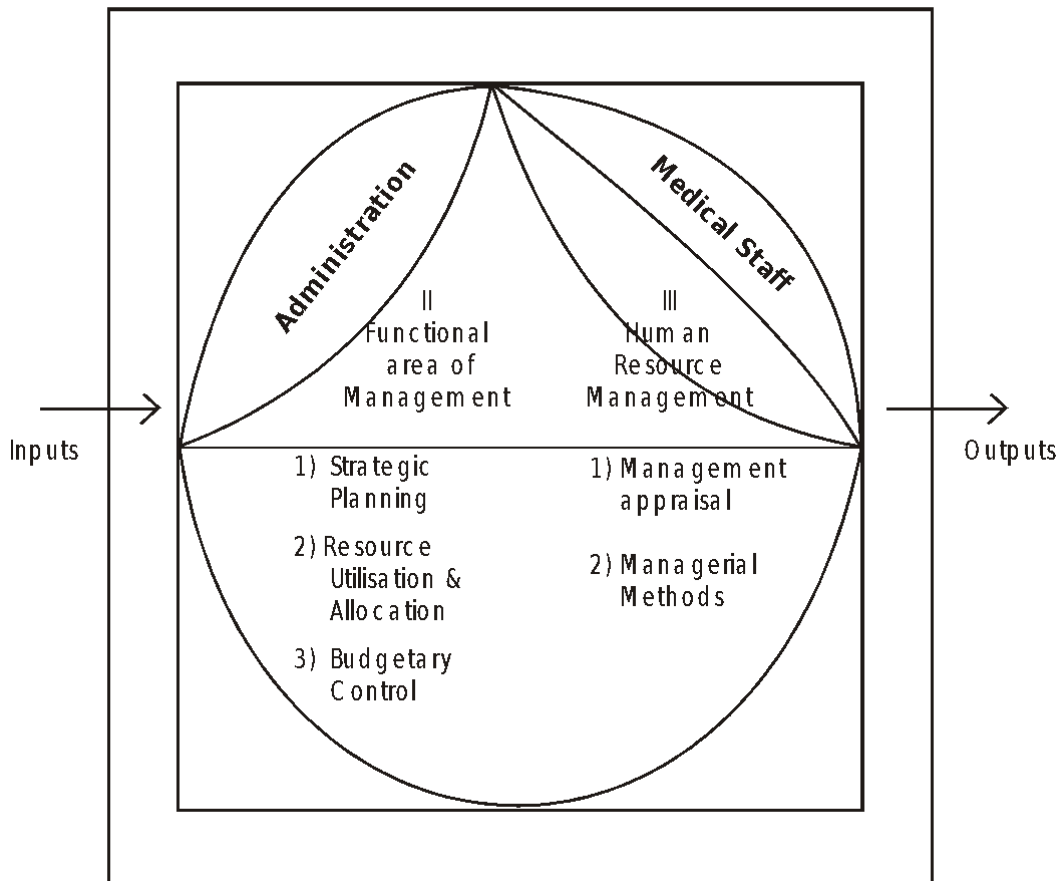 Administration
Medical Staff
II
Functional
area of
Management
III
Human
Resource
Management
Inputs
Outputs
1) Strategic
Planning
2) Resource
Utilisation &
Allocation
3) Budgetary
Control
1) Management
appraisal
2) Managerial
Methods